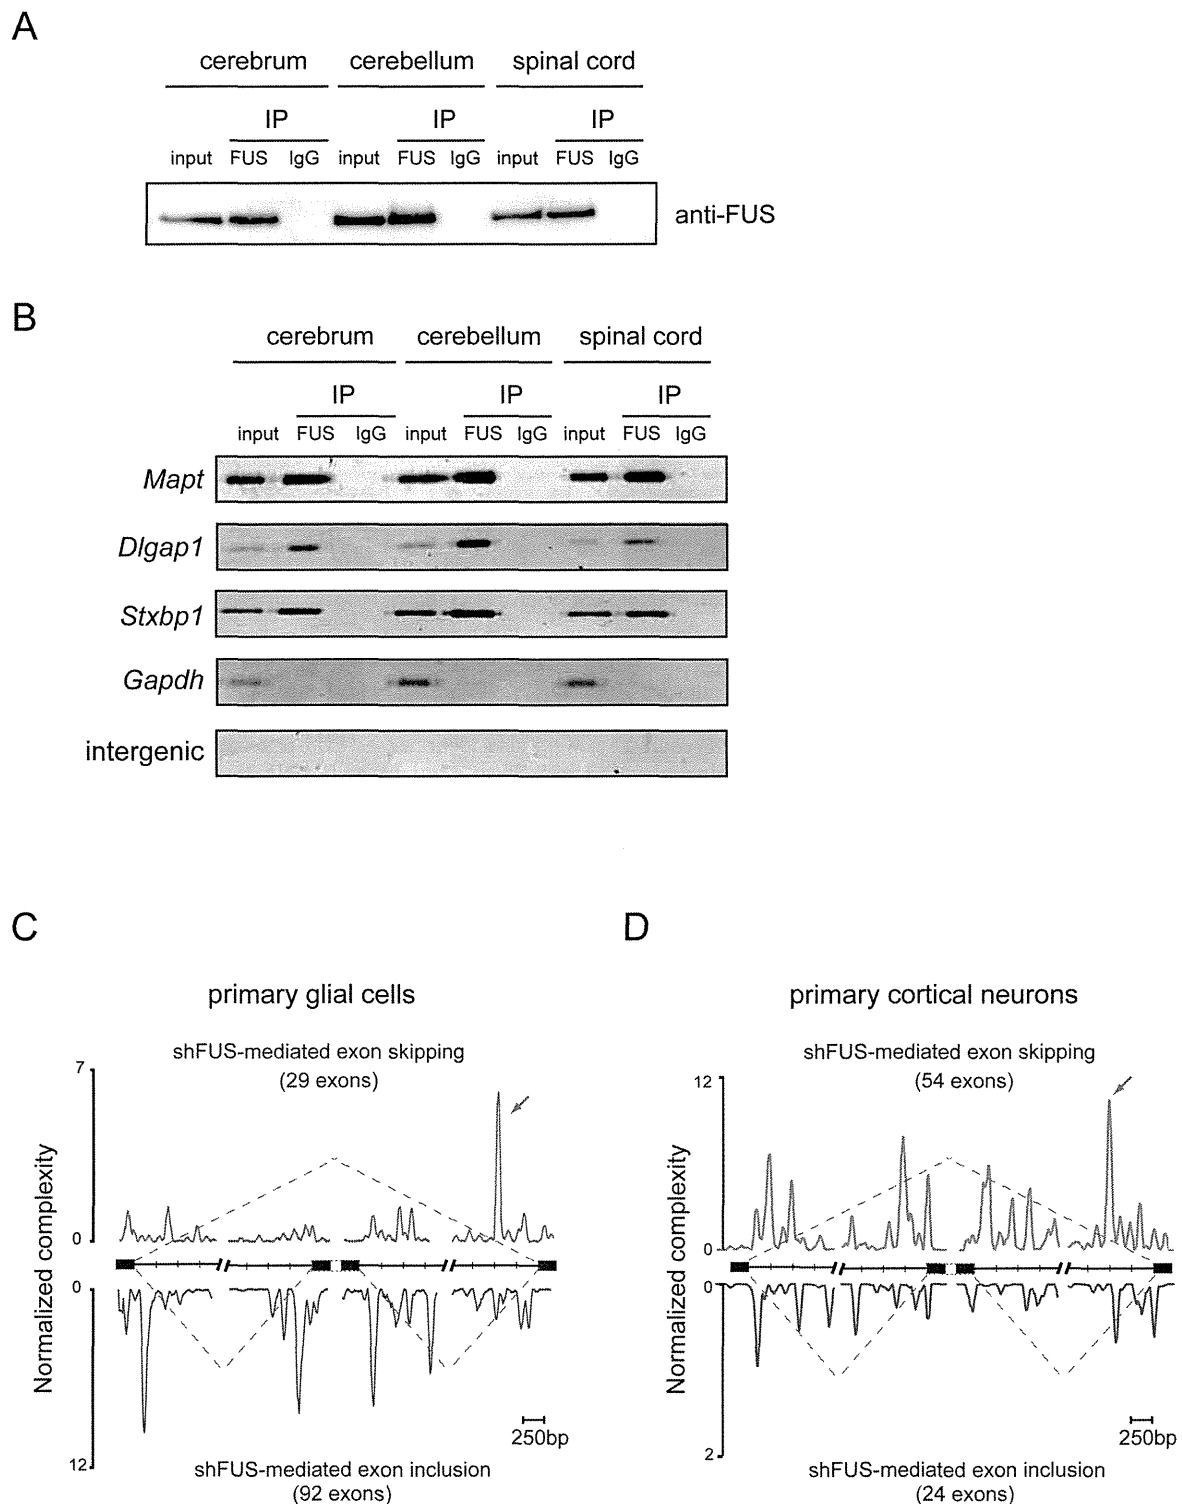 A
cerebrum cerebellum spinal cord
IP IP IP
input FUS IgG input FUS IgG input FUS IgG
anti-FUS
B
cerebrum cerebellum spinal cord
IP IP IP
input FUS IgG input FUS IgG input FUS IgG
Mapt
Dlgap1
Stxbp1
Gapdh
intergenic
C
primary glial cells
shFUS-mediated exon skipping
(29 exons)
7
0
0
12
Normalized complexity
250bp
shFUS-mediated exon inclusion
(92 exons)
D
primary cortical neurons
shFUS-mediated exon skipping
(54 exons)
12
0
0
2
Normalized complexity
250bp
shFUS-mediated exon inclusion
(24 exons)